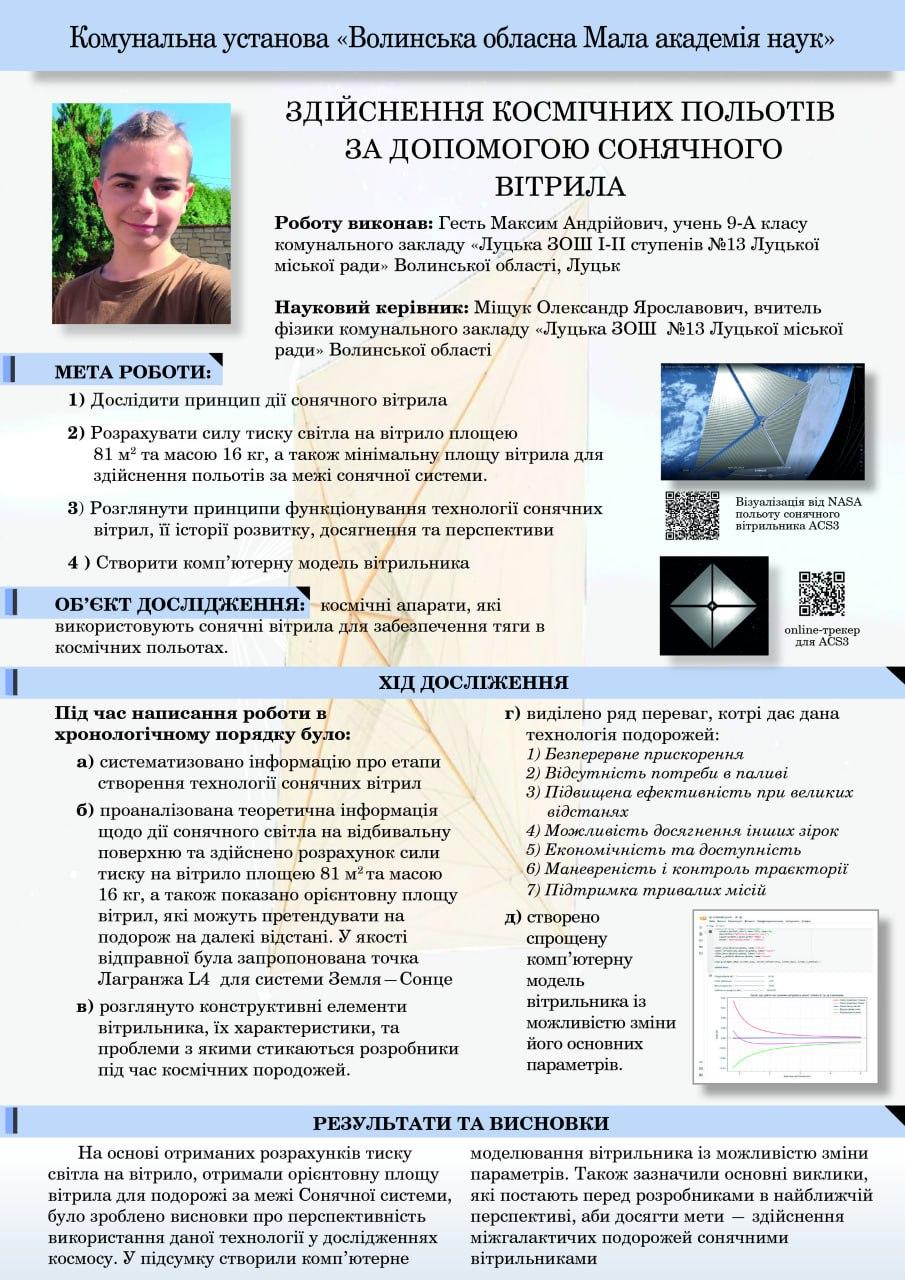 Комунальна установа «Волинська обласна Мала академія наук»
ЗДІЙСНЕННЯ КОСМІЧНИХ ПОЛЬОТІВ
ЗА ДОПОМОГОЮ СОНЯЧНОГО
ВІТРИЛА
Роботу виконав: Гесть Максим Андрійович, учень 9-А класу
комунального закладу «Луцька ЗОШ І-ІІ ступенів №13 Луцької
міської ради» Волинської області, Луцьк
Науковий керівник: Міщук Олександр Ярославович, вчитель
фізики комунального закладу «Луцька ЗОШ №13 Луцької міської
ради» Волинської області
МЕТА РОБОТИ:
1) Дослідити принцип дії сонячного вітрила
2) Розрахувати силу тиску світла на вітрило площею
81 м² та масою 16 кг, а також мінімальну площу вітрила для
здійснення польотів за межі сонячної системи.
3) Розглянути принципи функціонування технології сонячних
вітрил, її історії розвитку, досягнення та перспективи
4 ) Створити комп’ютерну модель вітрильника
Візуалізація від NASA
польоту сонячного
вітрильника ACS3
online-трекер
для ACS3
ОБ’ЄКТ ДОСЛІДЖЕННЯ: космічні апарати, які
використовують сонячні вітрила для забезпечення тяги в
космічних польотах.
ХІД ДОСЛІЖЕННЯ
Під час написання роботи в
хронологічному порядку було:
а) систематизовано інформацію про етапи
створення технології сонячних вітрил
б) проаналізована теоретична інформація
щодо дії сонячного світла на відбивальну
поверхню та здійснено розрахунок сили
тиску на вітрило площею 81 м² та масою
16 кг, а також показано орієнтовну площу
вітрил, які можуть претендувати на
подорож на далекі відстані. У якості
відправної була запропонована точка
Лагранжа L4 для системи Земля—Сонце
в) розглянуто конструктивні елементи
вітрильника, їх характеристики, та
проблеми з якими стикаються розробники
під час космічних породожей.
г) виділено ряд переваг, котрі дає дана
технологія подорожей:
1) Безперервне прискорення
2) Відсутність потреби в паливі
3) Підвищена ефективність при великих
відстанях
4) Можливість досягнення інших зірок
5) Економічність та доступність
6) Маневреність і контроль траєкторії
7) Підтримка тривалих місій
д) створено
спрощену
комп’ютерну
модель
вітрильника із
можливістю зміни
його основних
параметрів.
РЕЗУЛЬТАТИ ТА ВИСНОВКИ
На основі отриманих розрахунків тиску
світла на вітрило, отримали орієнтовну площу
вітрила для подорожі за межі Сонячної системи,
було зроблено висновки про перспективність
використання даної технології у дослідженнях
космосу. У підсумку створили комп’ютерне
моделювання вітрильника із можливістю зміни
параметрів. Також зазначили основні виклики,
які постають перед розробниками в найближчій
перспективі, аби досягти мети — здійснення
міжгалактичих подорожей сонячними
вітрильниками